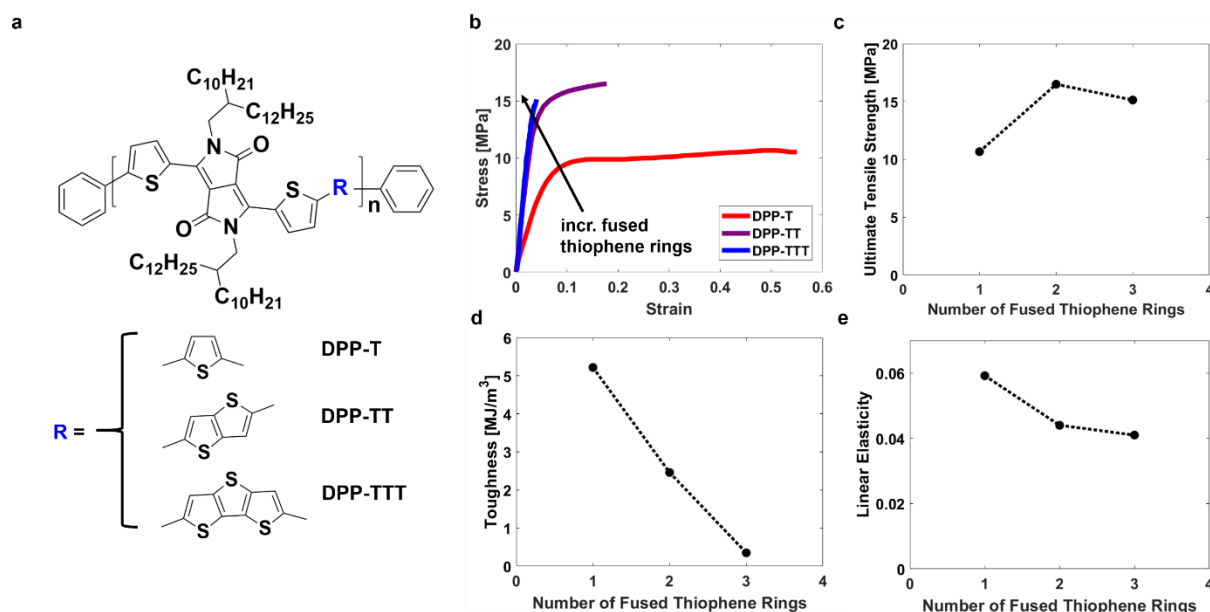 a
C10H21
C12H25
N
O
S
S
R
n
O
N
C12H25
C10H21
R =
S
DPP-T
S
S
DPP-TT
S
S
S
DPP-TTT
b
20
15
10
5
0
Stress [MPa]
incr. fused
thiophene rings
DPP-T
DPP-TT
DPP-TTT
0 0.1 0.2 0.3 0.4 0.5 0.6
Strain
c
20
15
10
5
0
Ultimate Tensile Strength [MPa]
0 1 2 3 4
Number of Fused Thiophene Rings
d
6
5
4
3
2
1
0
Toughness [MJ/m³]
0 1 2 3 4
Number of Fused Thiophene Rings
e
0.06
0.04
0.02
0
Linear Elasticity
0 1 2 3 4
Number of Fused Thiophene Rings